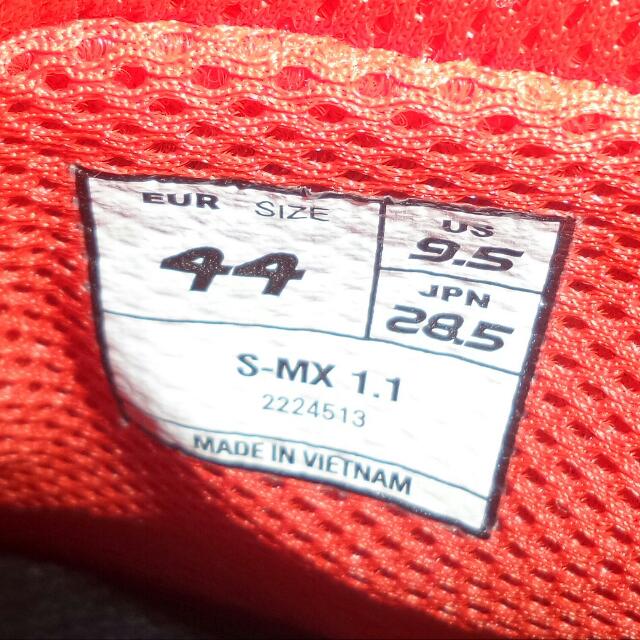 EUR SIZE
44
US
9.5
JPN
28.5
S-MX 1.1
2224513
MADE IN VIETNAM